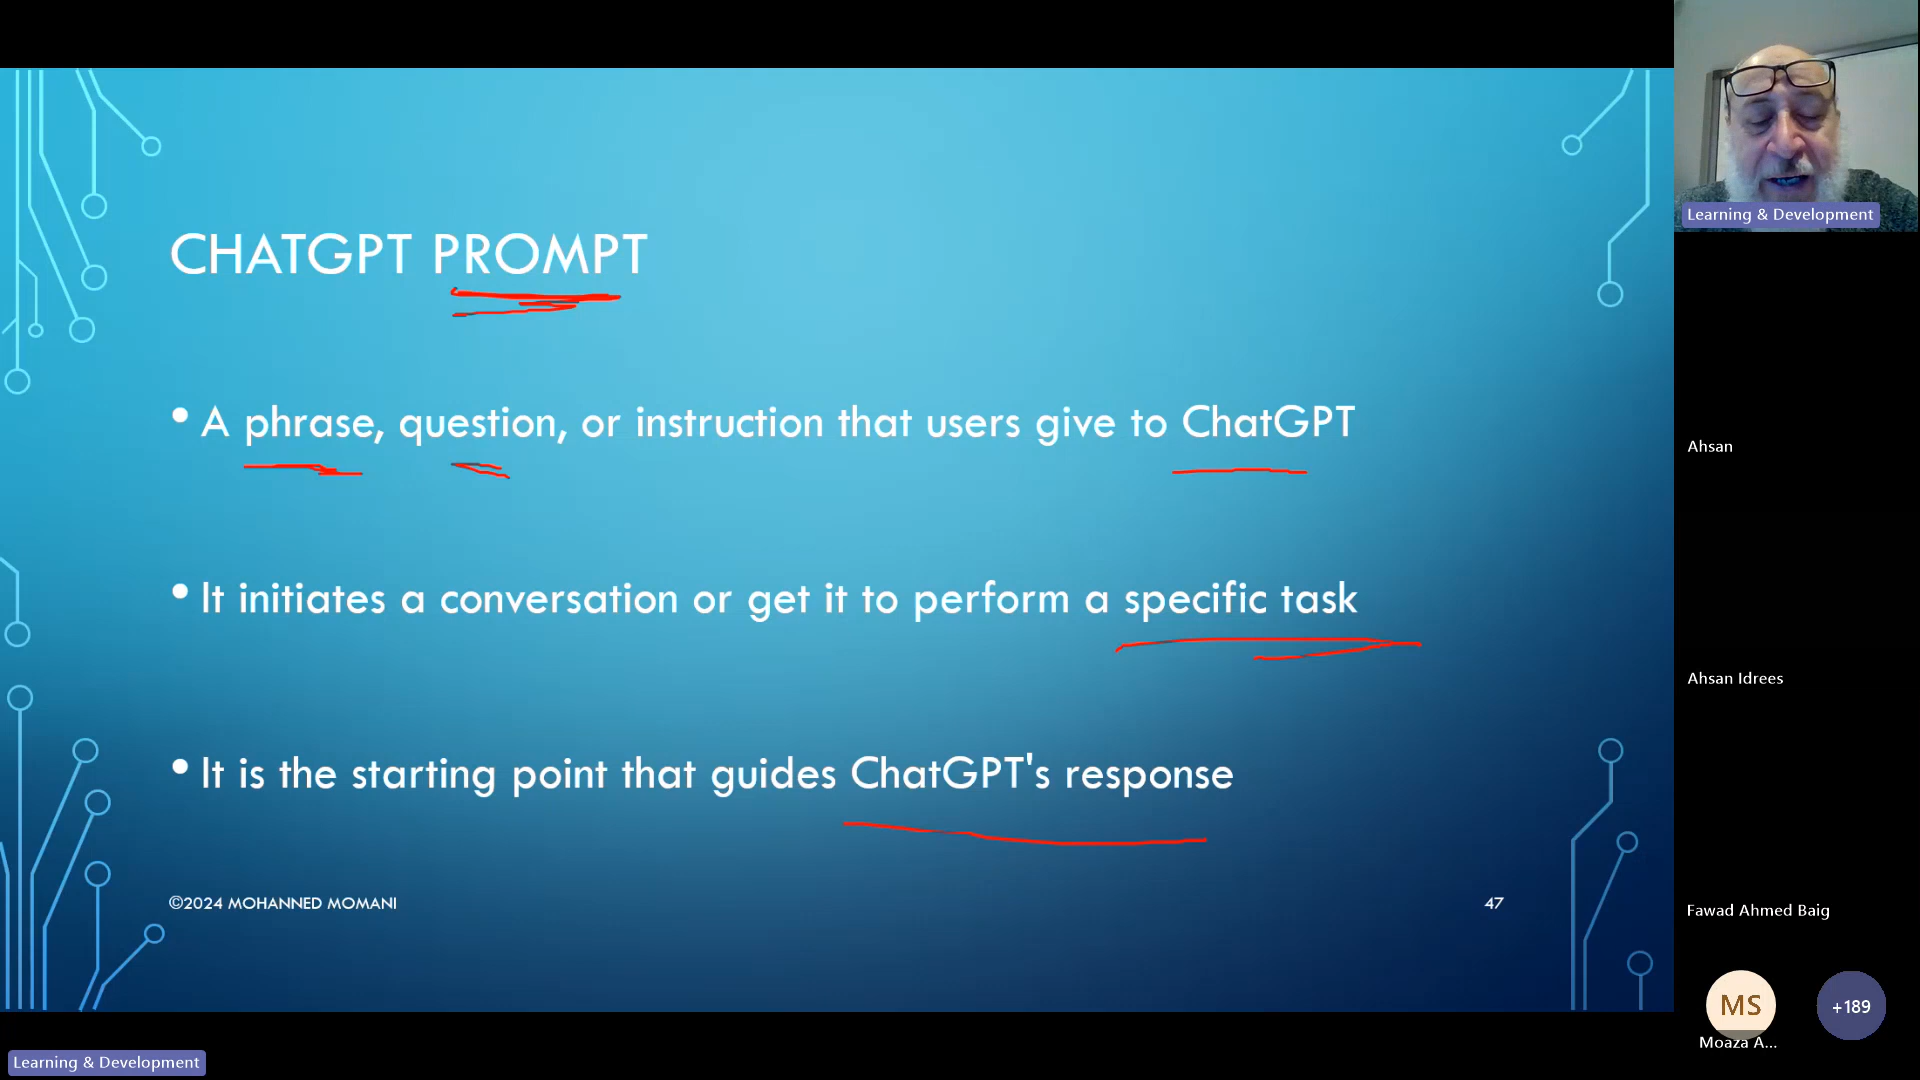 CHATGPT PROMPT
• A phrase, question, or instruction that users give to ChatGPT
• It initiates a conversation or get it to perform a specific task
• It is the starting point that guides ChatGPT's response
©2024 MOHANNED MOMANI
47
Learning & Development
Learning & Development
Ahsan
Ahsan Idrees
Fawad Ahmed Baig
MS
+189
Moaza A...